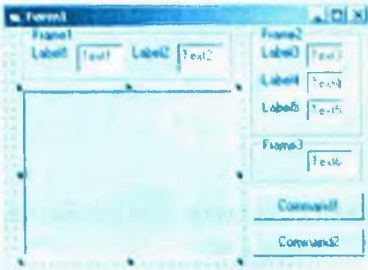 Form1
Frame1
Label1 Text1 Label2 Text2
Frame2
Label3 Text3
Label4 Text4
Label5 Text5
Frame3
Text6
Command1
Command2